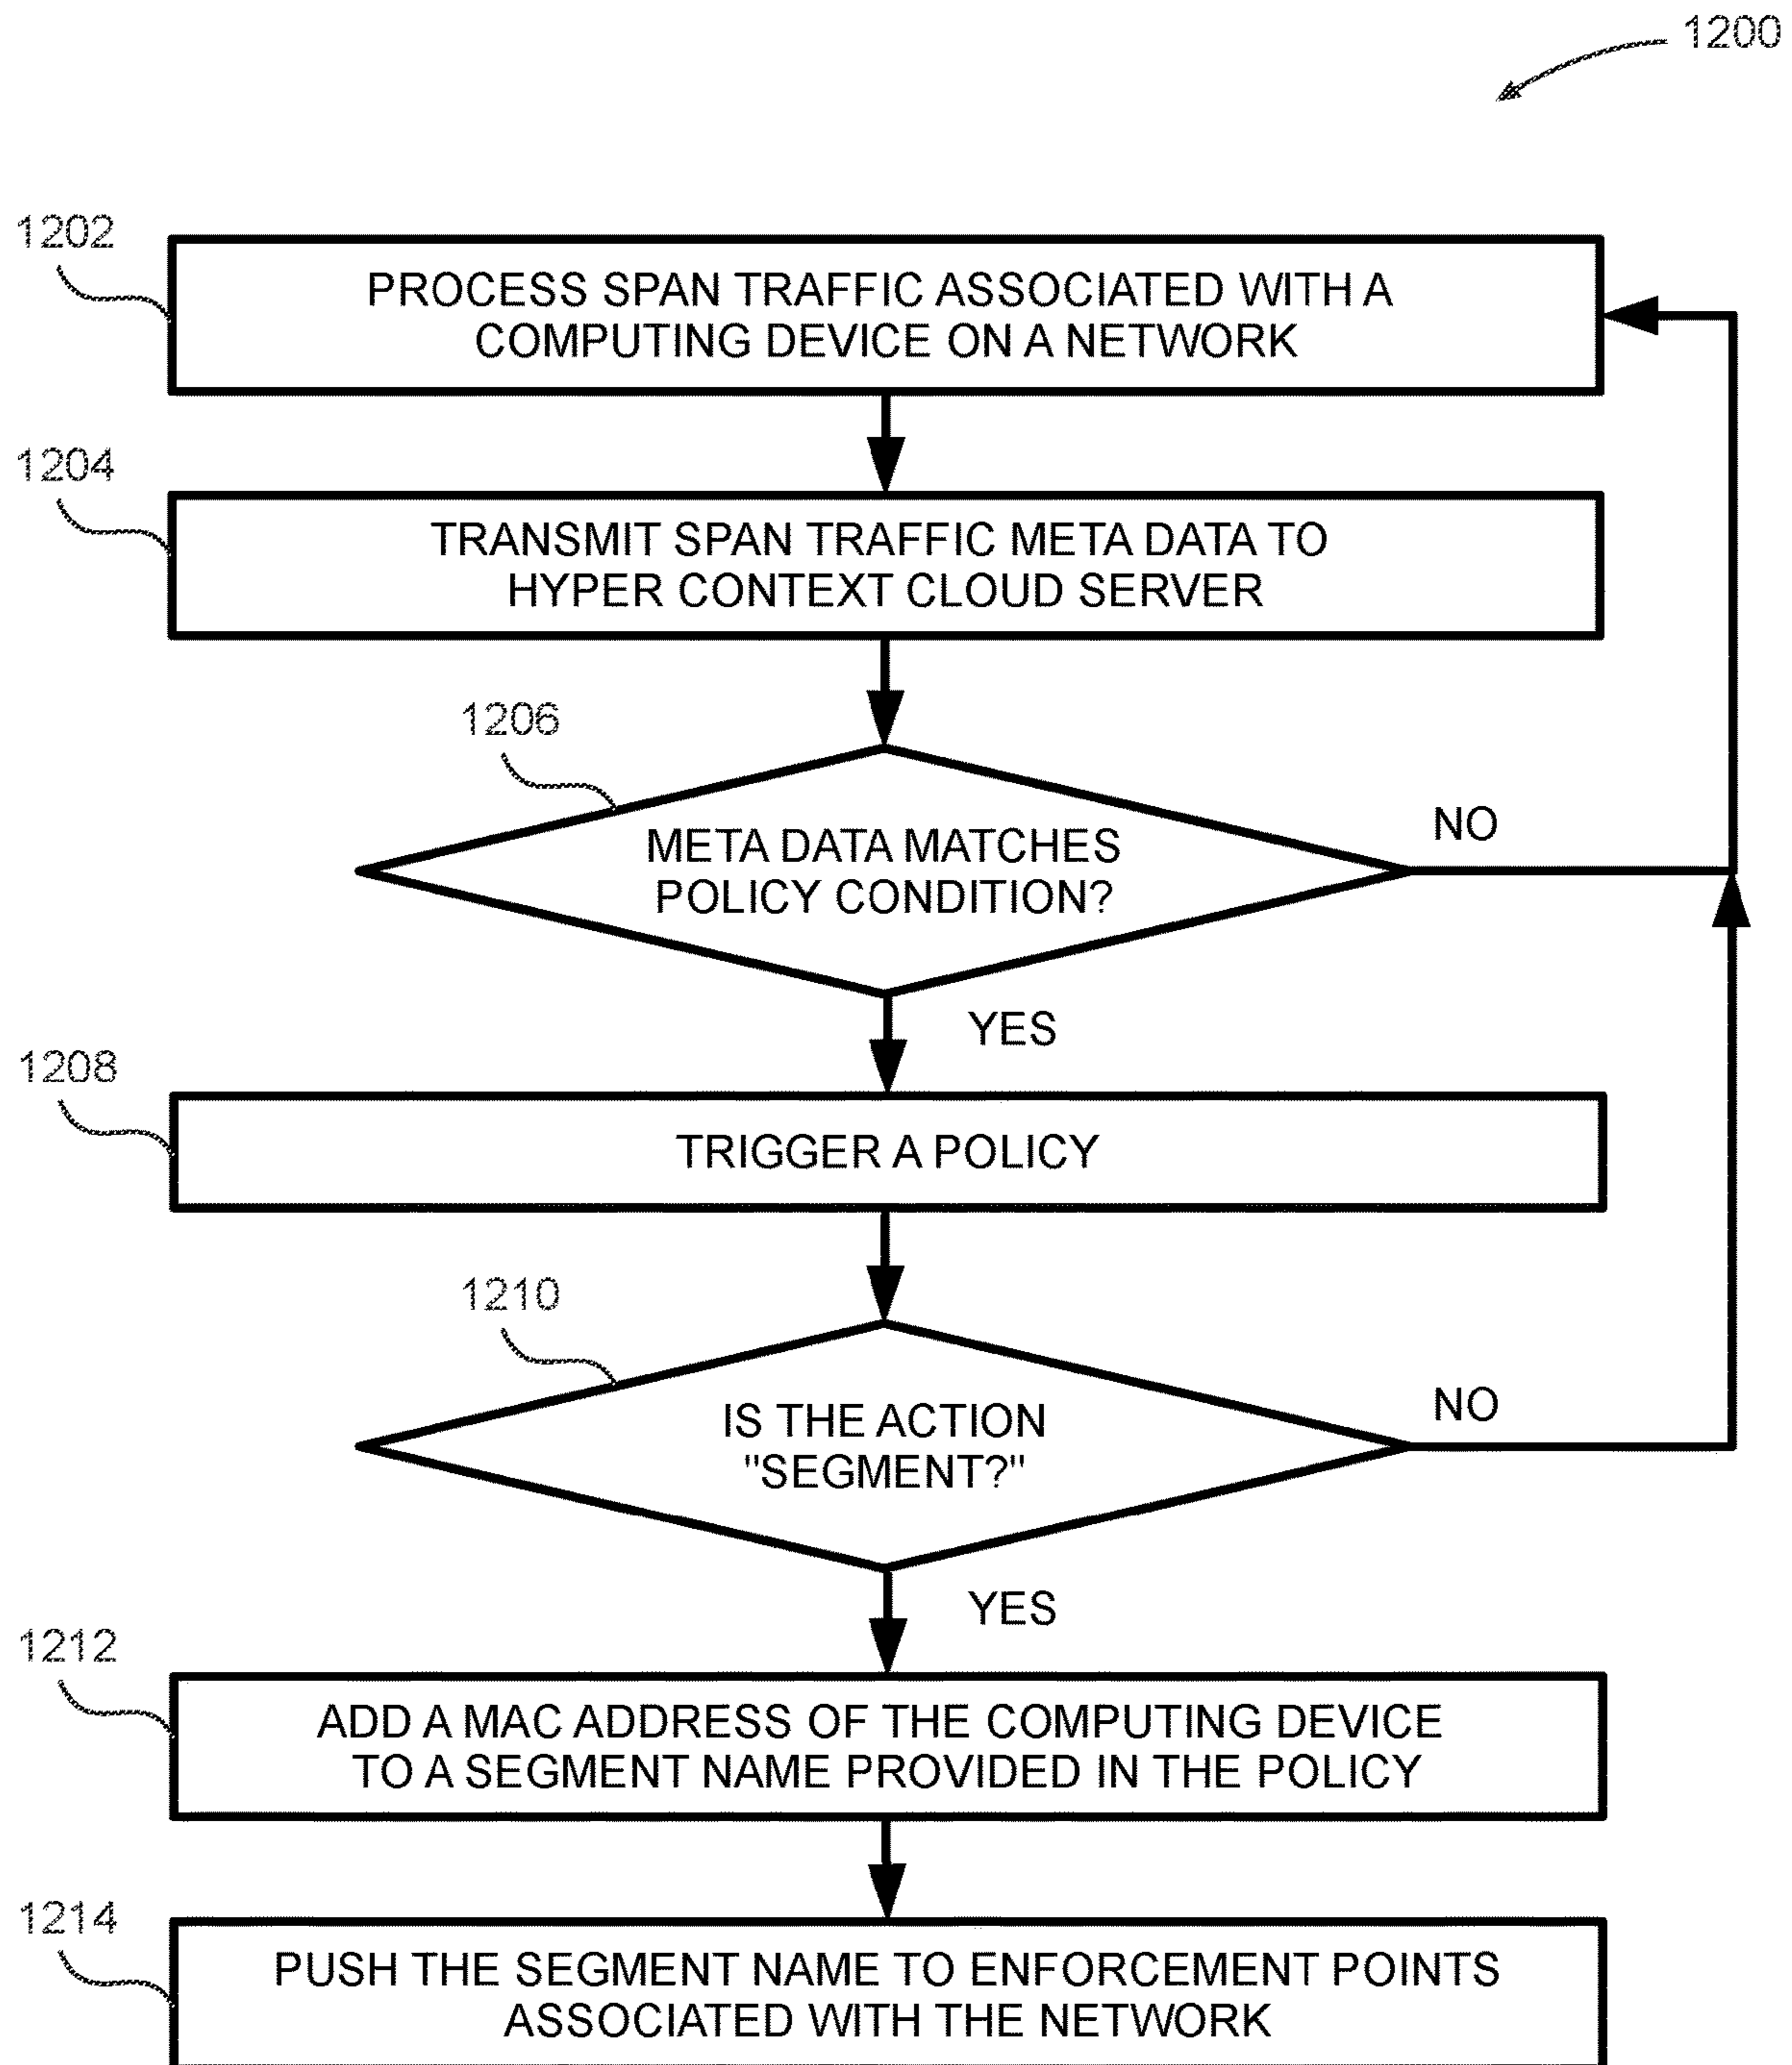 1200
1202
PROCESS SPAN TRAFFIC ASSOCIATED WITH A
COMPUTING DEVICE ON A NETWORK
1204
TRANSMIT SPAN TRAFFIC META DATA TO
HYPER CONTEXT CLOUD SERVER
1206
META DATA MATCHES
POLICY CONDITION?
NO
YES
1208
TRIGGER A POLICY
1210
IS THE ACTION
"SEGMENT?"
NO
YES
1212
ADD A MAC ADDRESS OF THE COMPUTING DEVICE
TO A SEGMENT NAME PROVIDED IN THE POLICY
1214
PUSH THE SEGMENT NAME TO ENFORCEMENT POINTS
ASSOCIATED WITH THE NETWORK